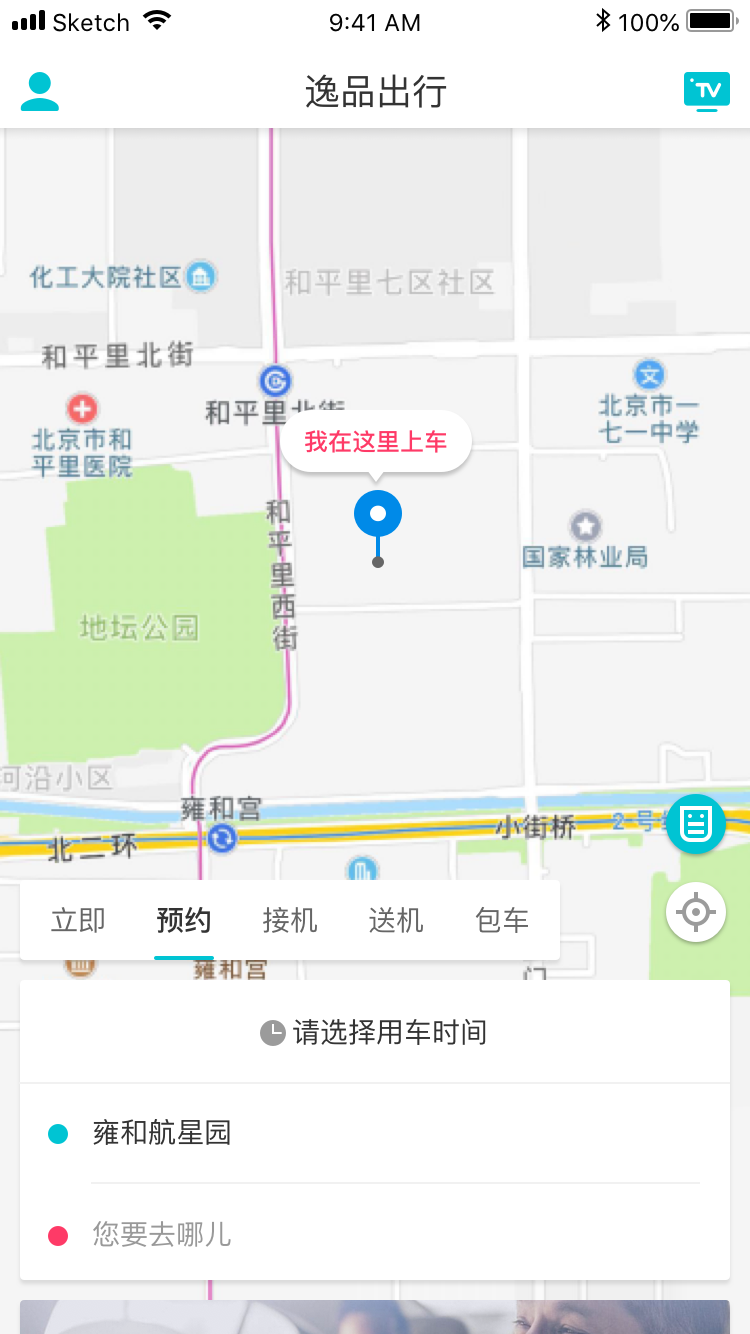 Sketch
9:41 AM
100%
逸品出行
TV
化工大院社区
和平里七区社区
和平里北街
和平里北街
北京市一
七一中学
北京市和
平里医院
我在这里上车
和平里西街
国家林业局
地坛公园
河沿小区
雍和宫
小街桥
2号
北二环
立即
预约
接机
送机
包车
雍和宫
门
请选择用车时间
雍和航星园
您要去哪儿